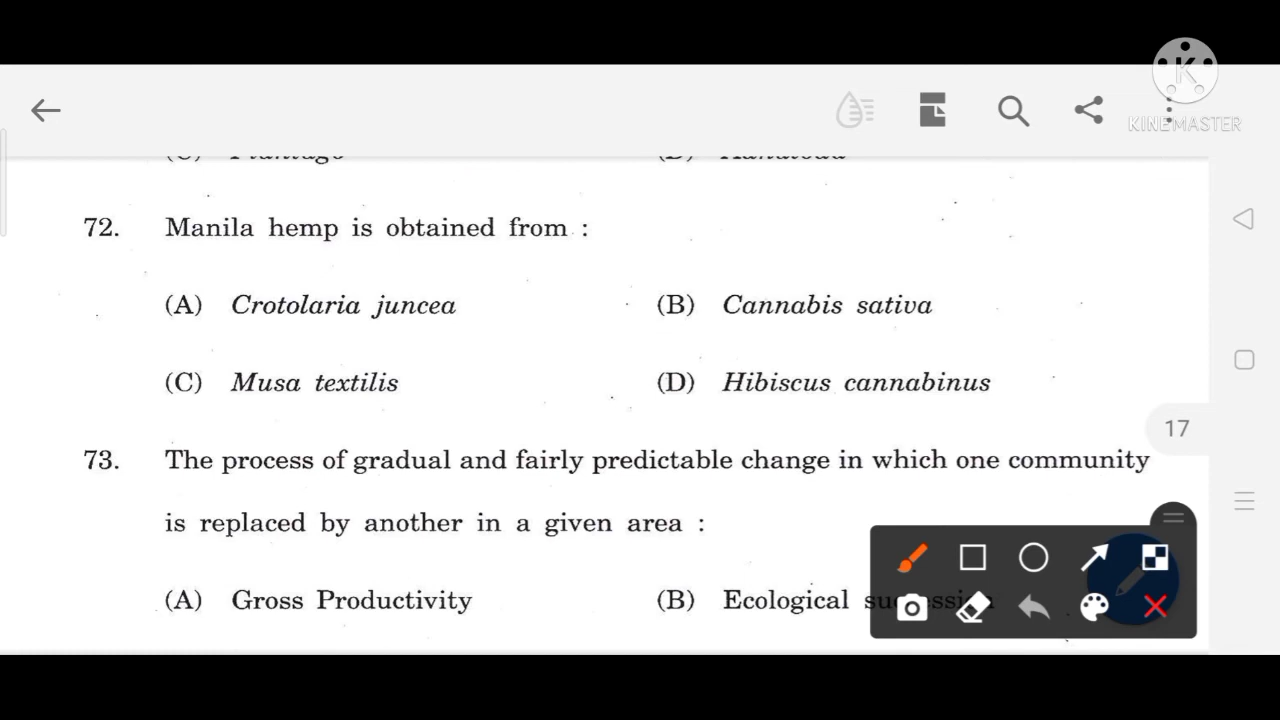 KINEMASTER
72. Manila hemp is obtained from :
(A) Crotolaria juncea (B) Cannabis sativa
(C) Musa textilis (D) Hibiscus cannabinus
17
73. The process of gradual and fairly predictable change in which one community
is replaced by another in a given area :
(A) Gross Productivity (B) Ecological succession